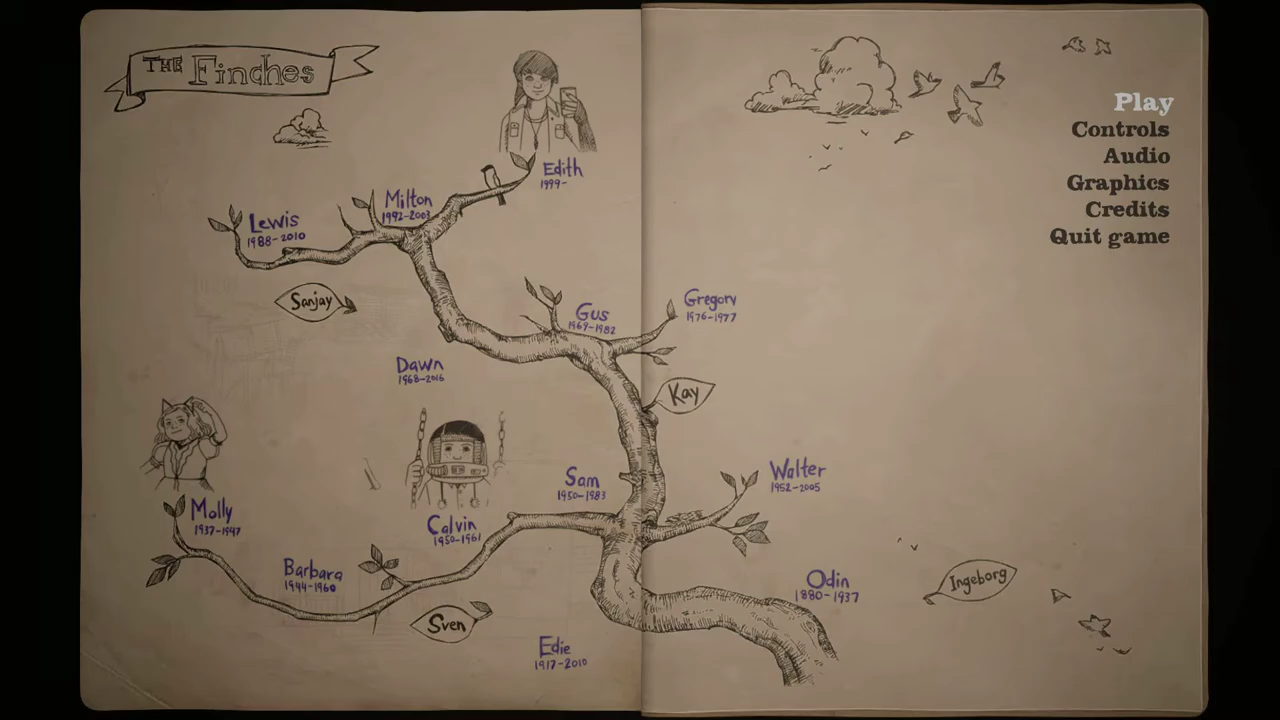 THE Finches
Edith
1999-
Milton
1992-2003
Lewis
1988-2010
Sanjay
Gus
1969-1982
Gregory
1976-1977
Dawn
1968-2016
Kay
Sam
1950-1983
Walter
1952-2005
Molly
1937-1947
Calvin
1950-1961
Barbara
1944-1960
Sven
Odin
1880-1937
Ingeborg
Edie
1917-2010
Play
Controls
Audio
Graphics
Credits
Quit game